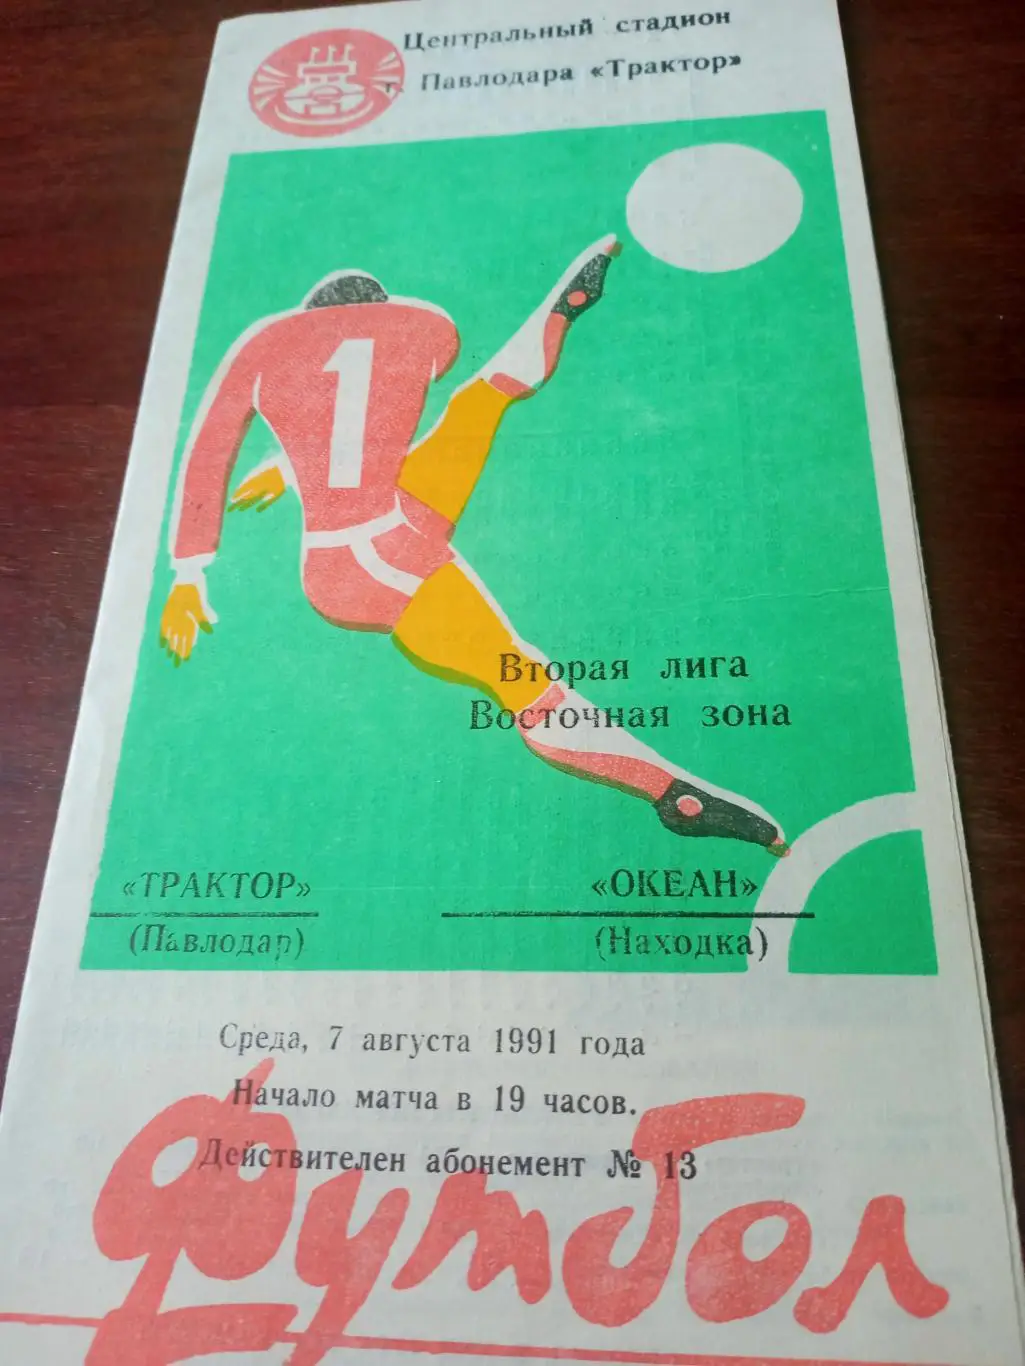 Центральный стадион
г. Павлодара «Трактор»
1
Вторая лига
Восточная зона
«ТРАКТОР» «ОКЕАН»
(Павлодар) (Находка)
Среда, 7 августа 1991 года
Начало матча в 19 часов.
Действителен абонемент № 13
Футбол